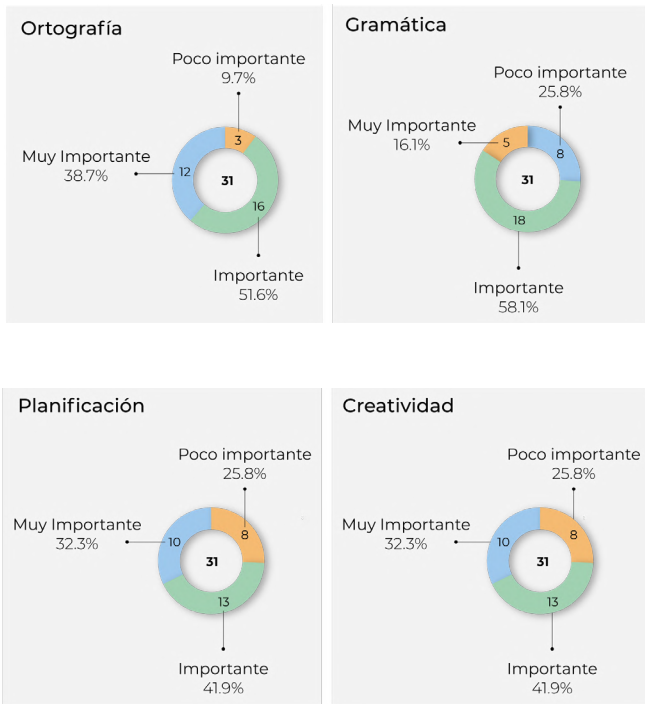 Ortografía
Poco importante
9.7%
3
Muy Importante
38.7%
12
31
16
Importante
51.6%
Gramática
Poco importante
25.8%
Muy Importante
16.1%
5
8
31
18
Importante
58.1%
Planificación
Poco importante
25.8%
Muy Importante
32.3%
10
8
31
13
Importante
41.9%
Creatividad
Poco importante
25.8%
Muy Importante
32.3%
10
8
31
13
Importante
41.9%